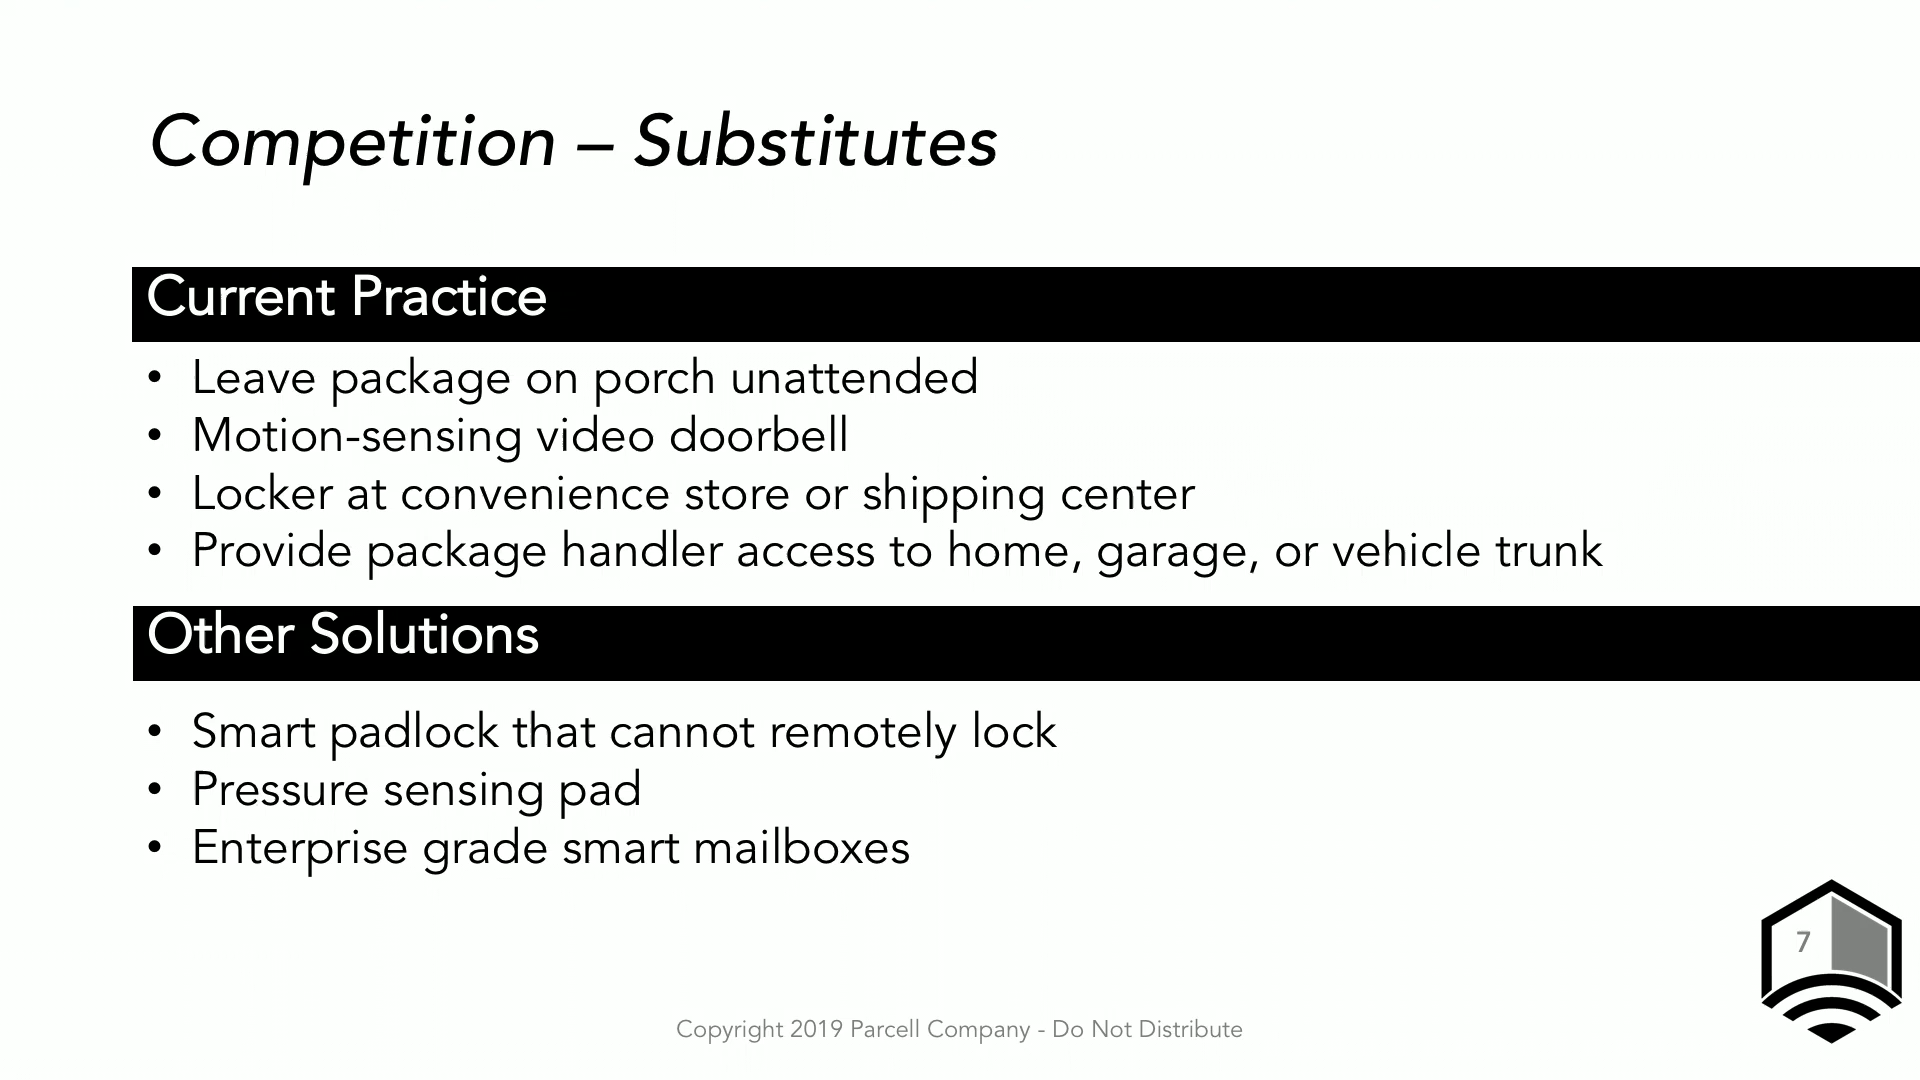 Competition – Substitutes
Current Practice
• Leave package on porch unattended
• Motion-sensing video doorbell
• Locker at convenience store or shipping center
• Provide package handler access to home, garage, or vehicle trunk
Other Solutions
• Smart padlock that cannot remotely lock
• Pressure sensing pad
• Enterprise grade smart mailboxes
7
Copyright 2019 Parcell Company - Do Not Distribute